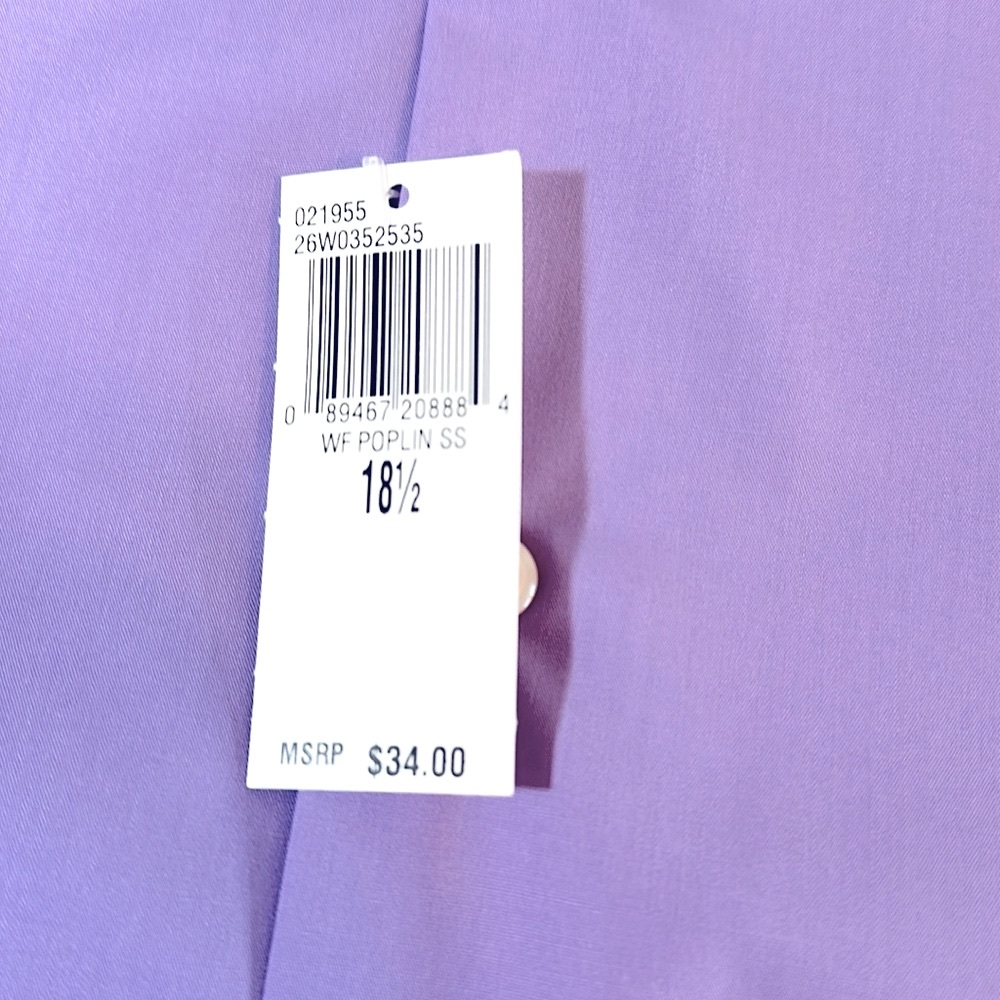 021955
26W0352535
0 89467 20888 4
WF POPLIN SS
18½
MSRP $34.00